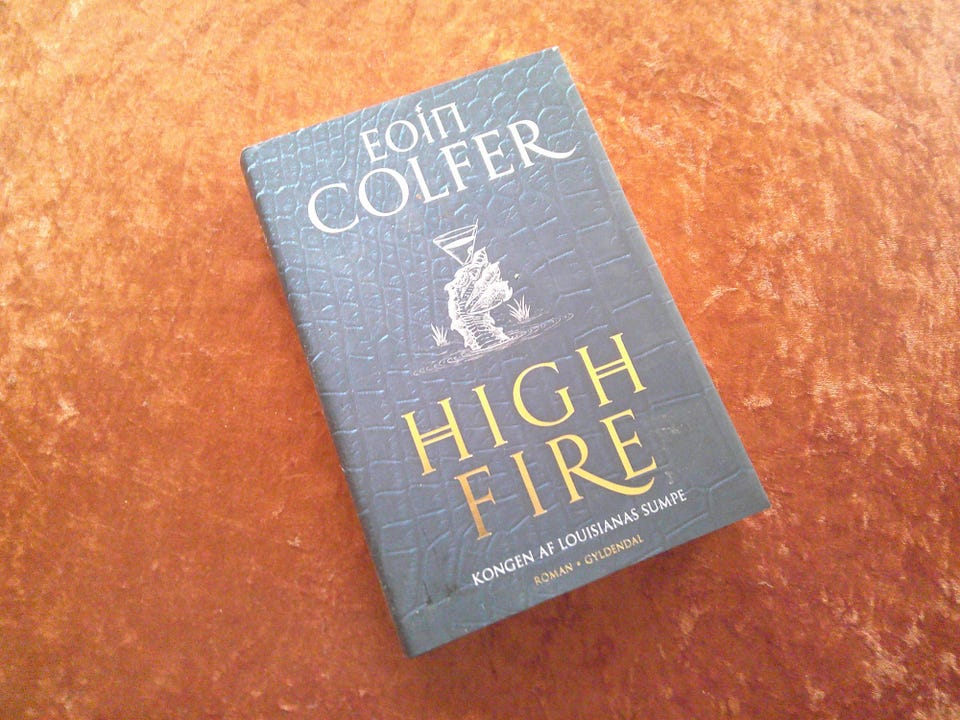 EOIN
COLFER
HIGH
FIRE
KONGEN AF LOUISIANAS SUMPE
ROMAN • GYLDENDAL